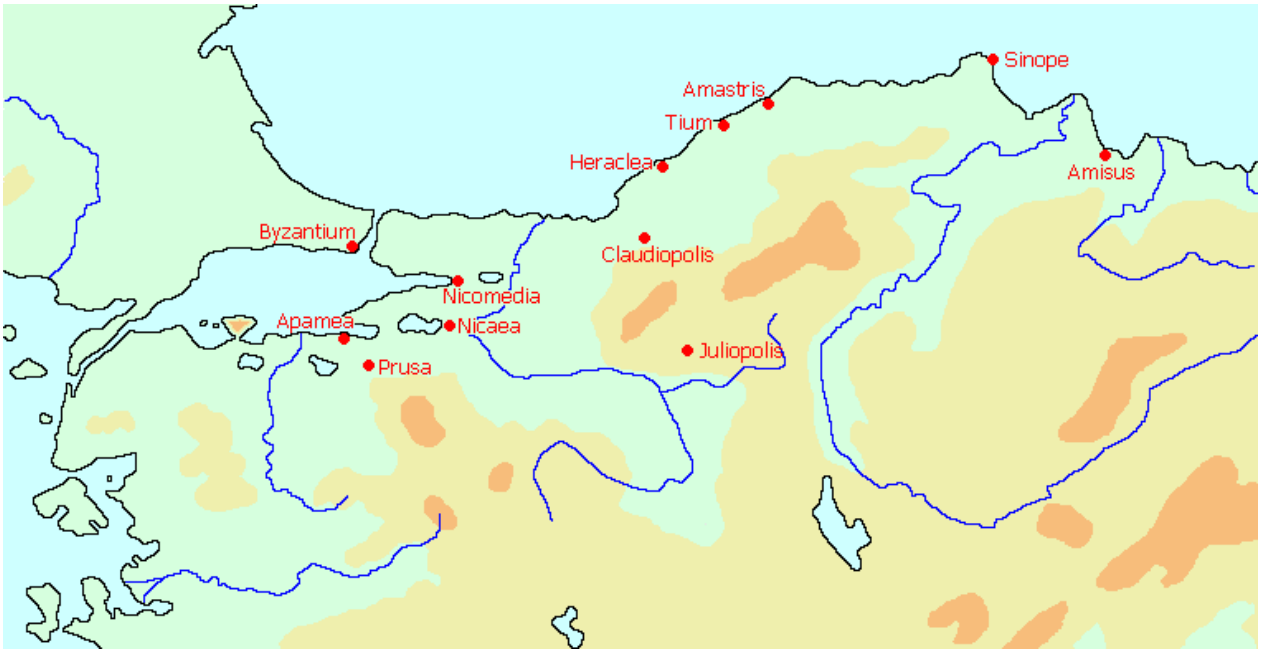 Sinope
Amastris
Tium
Heraclea
Amisus
Byzantium
Claudiopolis
Nicomedia
Apamea
Nicaea
Juliopolis
Prusa